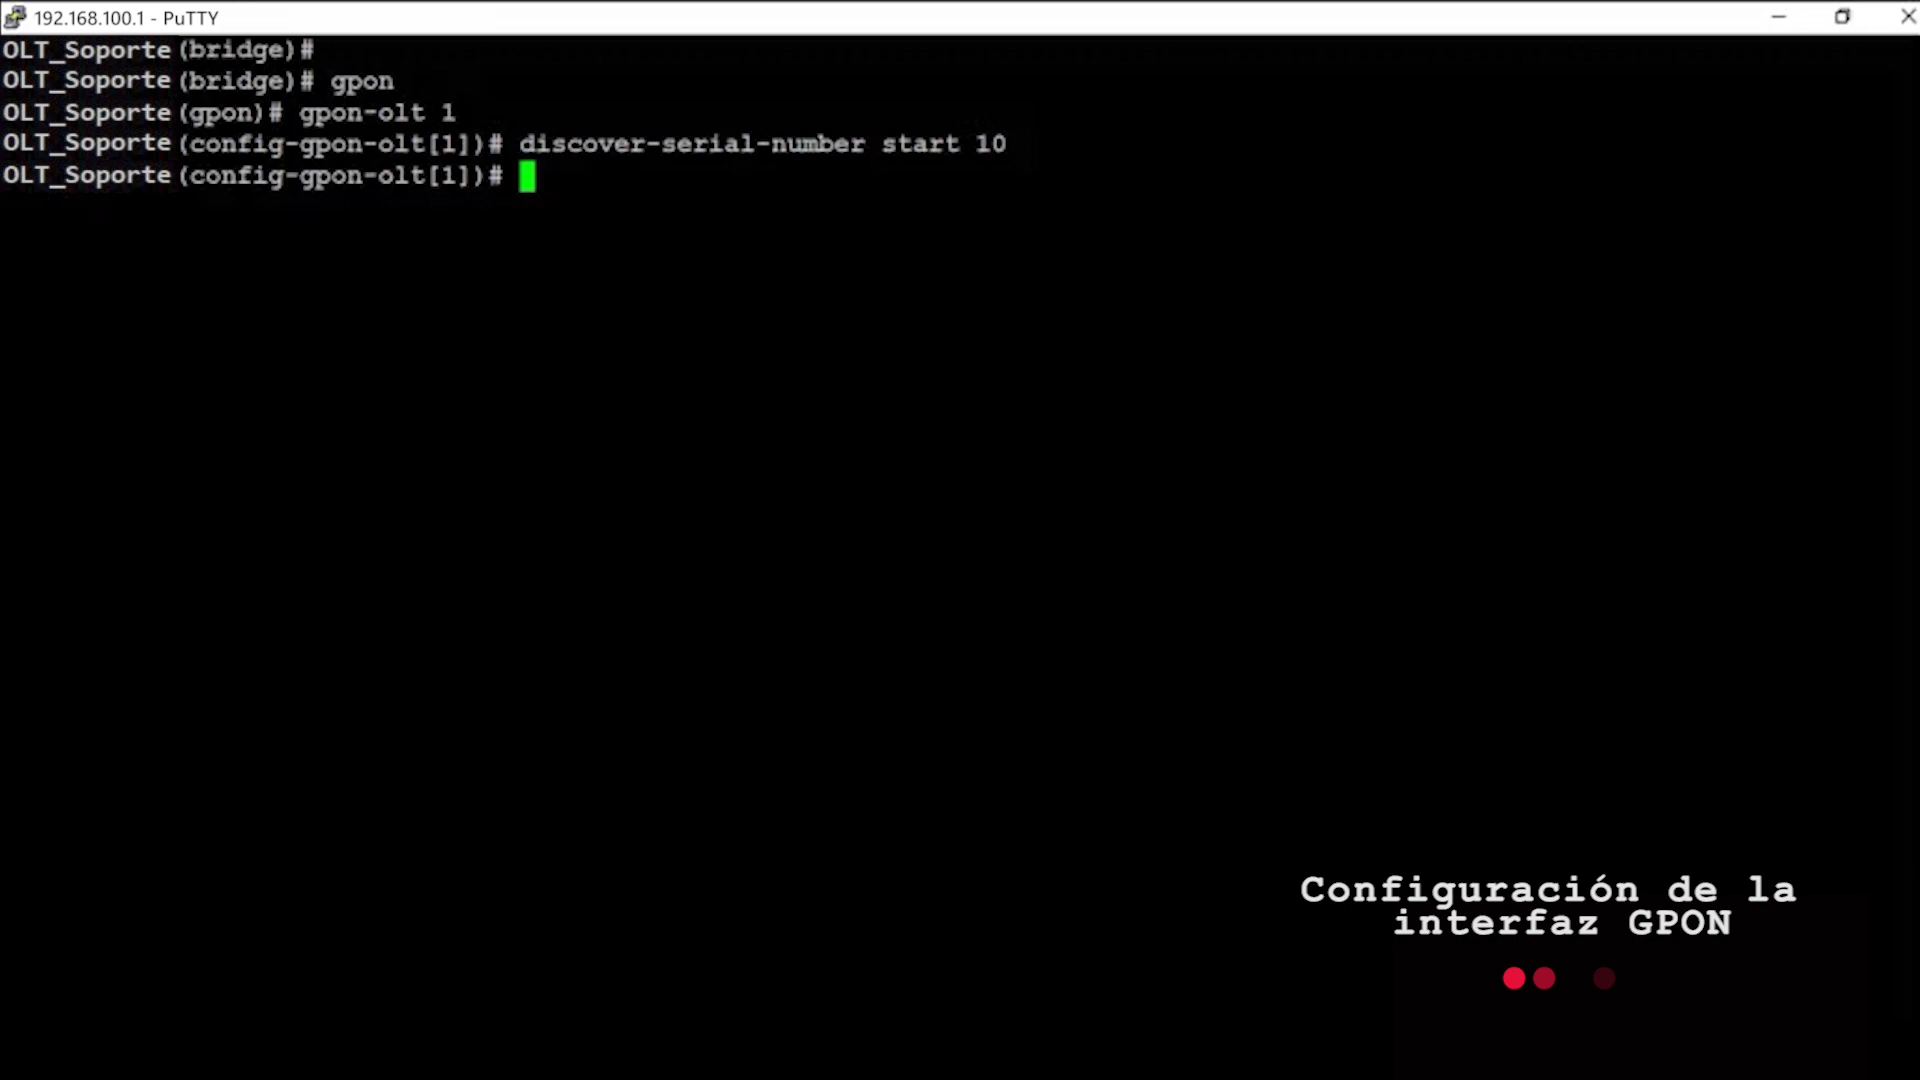 192.168.100.1 - PuTTY
OLT_Soporte(bridge)#
OLT_Soporte(bridge)# gpon
OLT_Soporte(gpon)# gpon-olt 1
OLT_Soporte(config-gpon-olt[1])# discover-serial-number start 10
OLT_Soporte(config-gpon-olt[1])#
Configuración de la
interfaz GPON